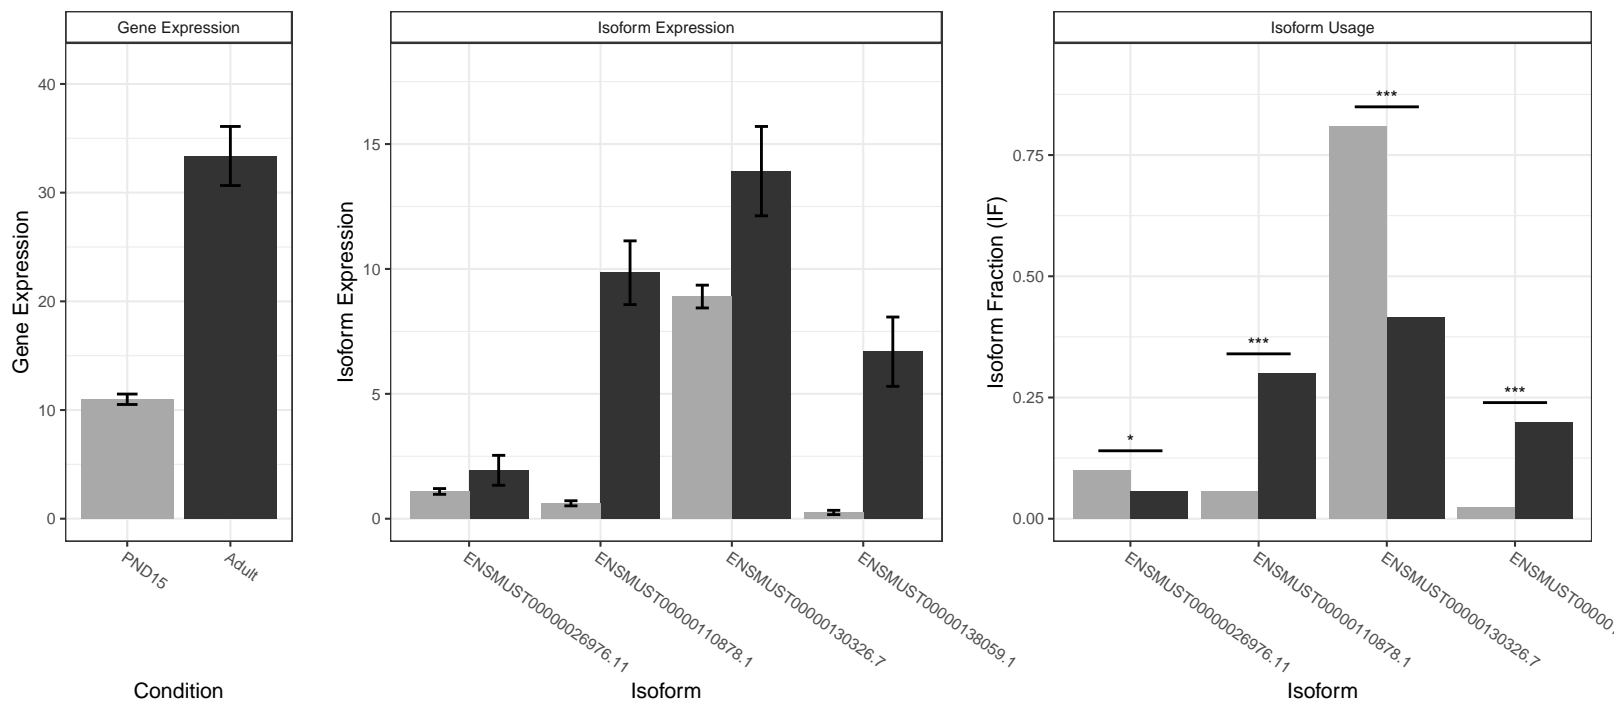 Gene Expression
Isoform Expression
Isoform Usage
Gene Expression
40
30
20
10
0
PND15
Adult
Condition
Isoform Expression
15
10
5
0
ENSMUST00000026976.11
ENSMUST00000110878.1
ENSMUST00000130326.7
ENSMUST00000138059.1
Isoform
Isoform Fraction (IF)
0.75
0.50
0.25
0.00
*
***
***
***
ENSMUST00000026976.11
ENSMUST00000110878.1
ENSMUST00000130326.7
ENSMUST000001
Isoform